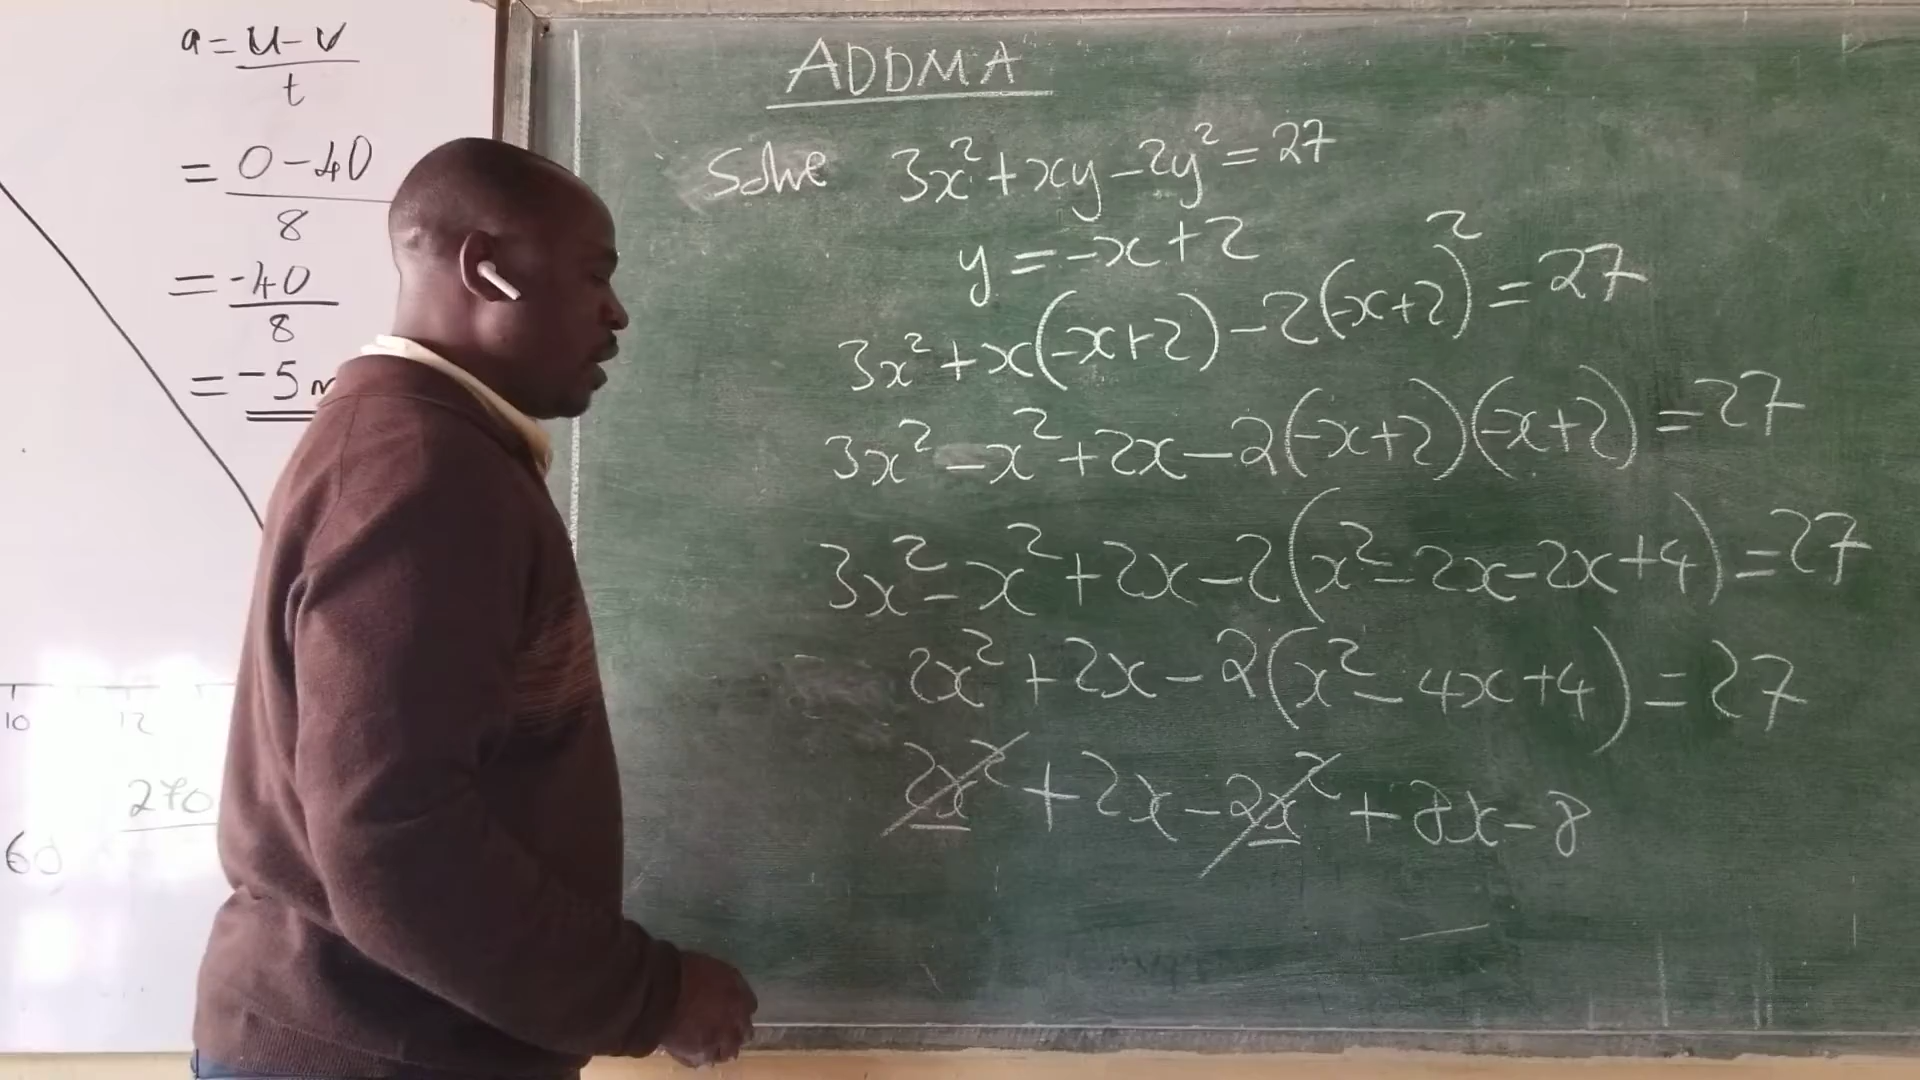 a = u - v
t
= 0 - 40
8
= -40
8
= -5
10 12
270
60
ADDMA
Solve 3x² + xy - 2y² = 27
y = -x + 2
3x² + x(-x+2) - 2(-x+2)² = 27
3x² - x² + 2x - 2(-x+2)(-x+2) = 27
3x² - x² + 2x - 2(x² - 2x - 2x + 4) = 27
2x² + 2x - 2(x² - 4x + 4) = 27
2x² + 2x - 2x² + 8x - 8